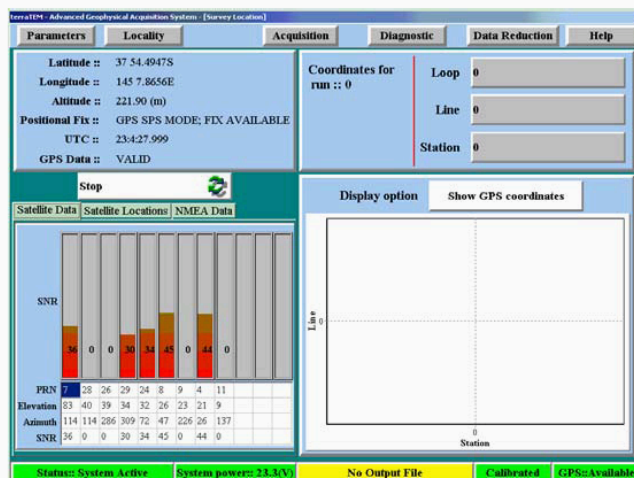 terraTEM - Advanced Geophysical Acquisition System - [Survey Location]
Parameters Locality Acquisition Diagnostic Data Reduction Help
Latitude :: 37 54.4947S
Longitude :: 145 7.8656E
Altitude :: 221.90 (m)
Positional Fix :: GPS SPS MODE; FIX AVAILABLE
UTC :: 23:4:27.999
GPS Data :: VALID
Coordinates for
run :: 0
Loop 0
Line 0
Station 0
Stop
Satellite Data Satellite Locations NMEA Data
SNR
36 0 0 30 34 45 0 44 0
PRN 7 28 26 29 24 8 9 4 11
Elevation 83 40 39 34 32 26 23 21 9
Azimuth 114 114 286 309 72 47 226 26 137
SNR 36 0 0 30 34 45 0 44 0
Display option Show GPS coordinates
Line
0
0
Station
Status:: System Active System power:: 23.3(V) No Output File Calibrated GPS::Available